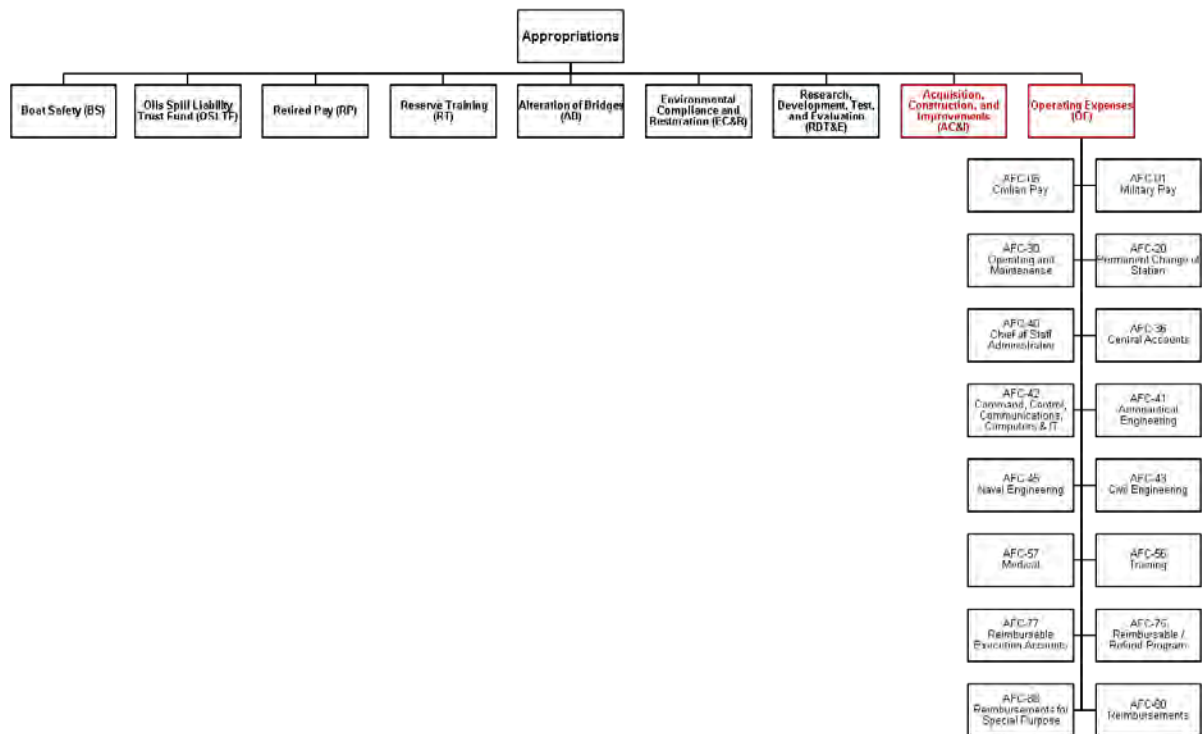 Appropriations
Boat Safety (BS)
Oils Spill Liability
Trust Fund (OSLTF)
Retired Pay (RP)
Reserve Training
(RT)
Alteration of Bridges
(AB)
Environmental
Compliance and
Restoration (EC&R)
Research,
Development, Test,
and Evaluation
(RDT&E)
Acquisition,
Construction, and
Improvements
(AC&I)
Operating Expenses
(OE)
Civilian Pay
AFC-01
Military Pay
AFC-30
Operating and
Maintenance
AFC-20
Permanent Change of
Station
AFC-40
Chief of Staff
Administration
AFC-36
Central Accounts
AFC-42
Command, Control,
Communications,
Computers & IT
AFC-41
Aeronautical
Engineering
AFC-45
Naval Engineering
AFC-43
Civil Engineering
AFC-57
Medical
AFC-56
Training
AFC-77
Reimbursable
Execution Accounts
Reimbursable /
Refund Program
Reimbursements for
Special Purpose
Reimbursements